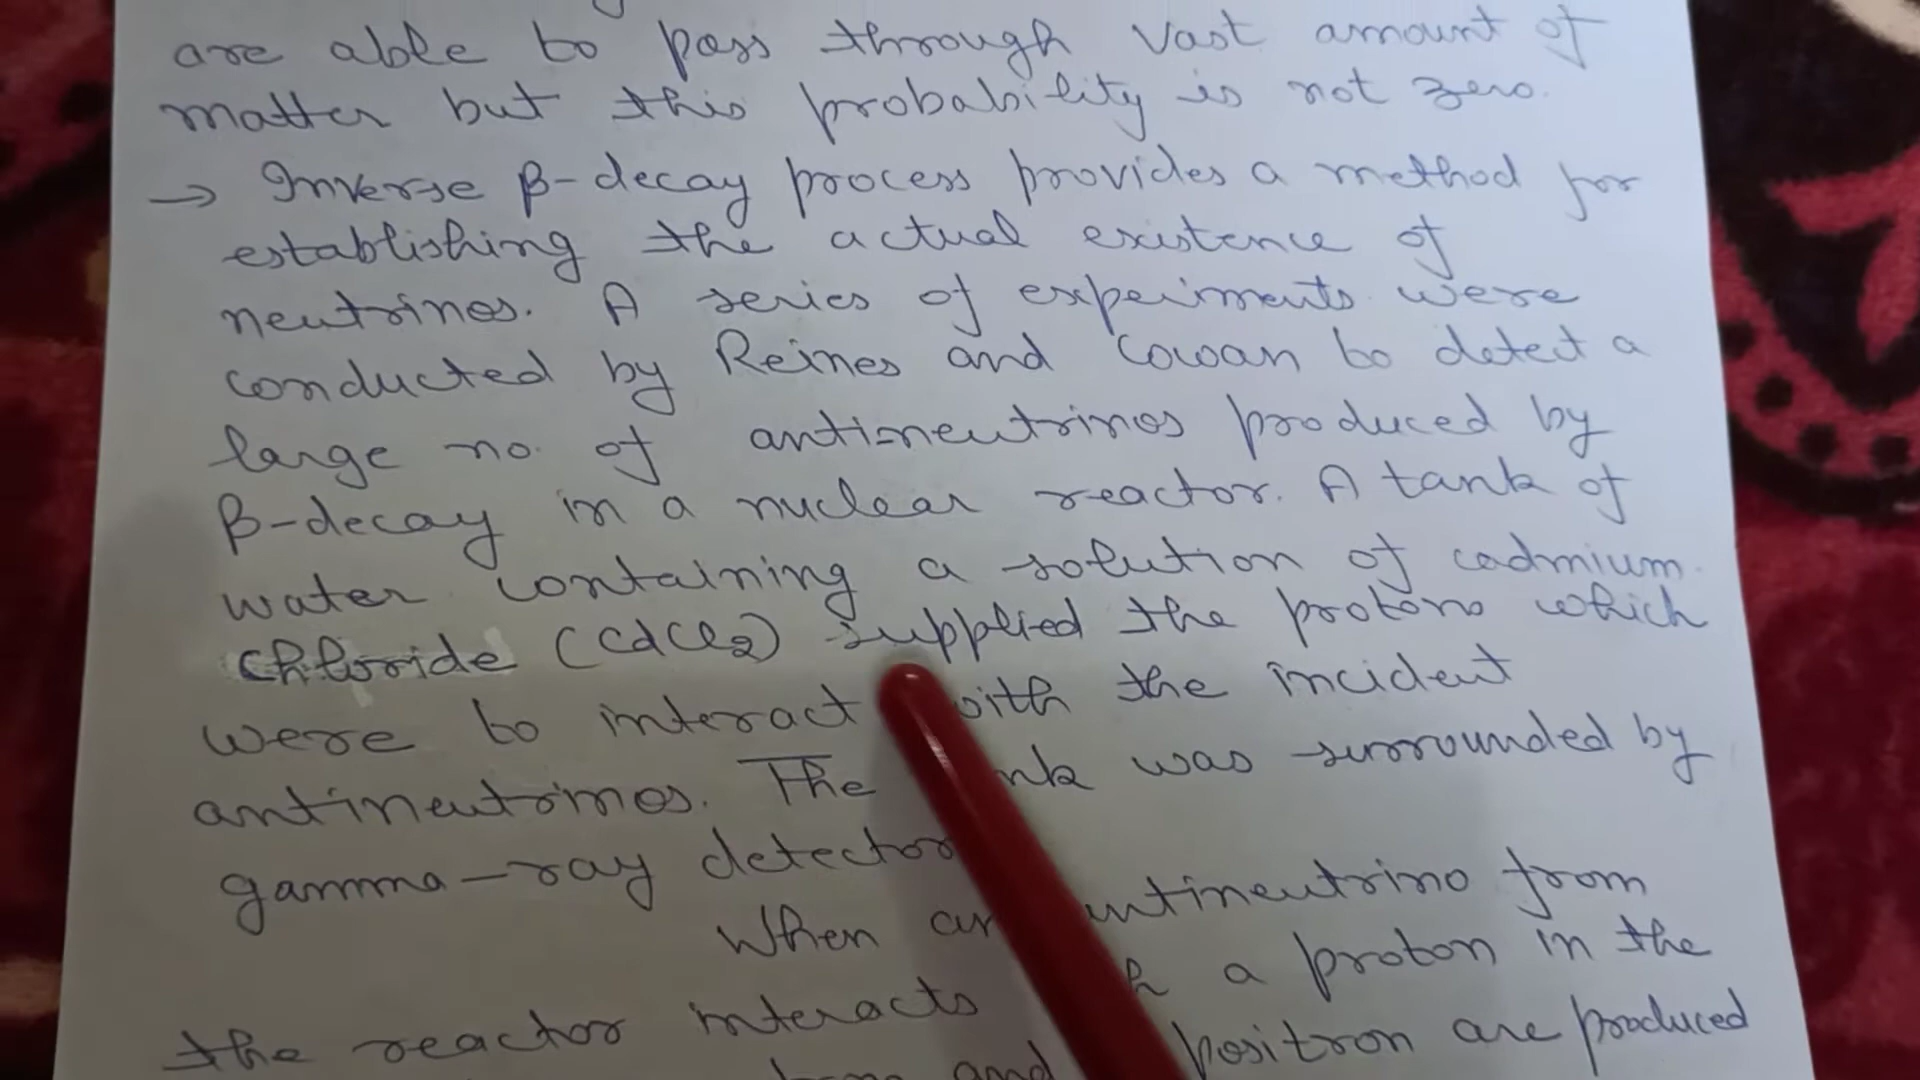 are able to pass through vast amount of
matter but this probability is not zero.
→ Inverse β-decay process provides a method for
establishing the actual existence of
neutrinos. A series of experiments were
conducted by Reines and Cowan to detect a
large no. of anti-neutrinos produced by
β-decay in a nuclear reactor. A tank of
water containing a solution of cadmium
chloride (CdCl2) supplied the protons which
were to interact with the incident
antineutrinos. The was surrounded by
gamma-ray detector
When an antineutrino from
the reactor interacts a proton in the
and positron are produced